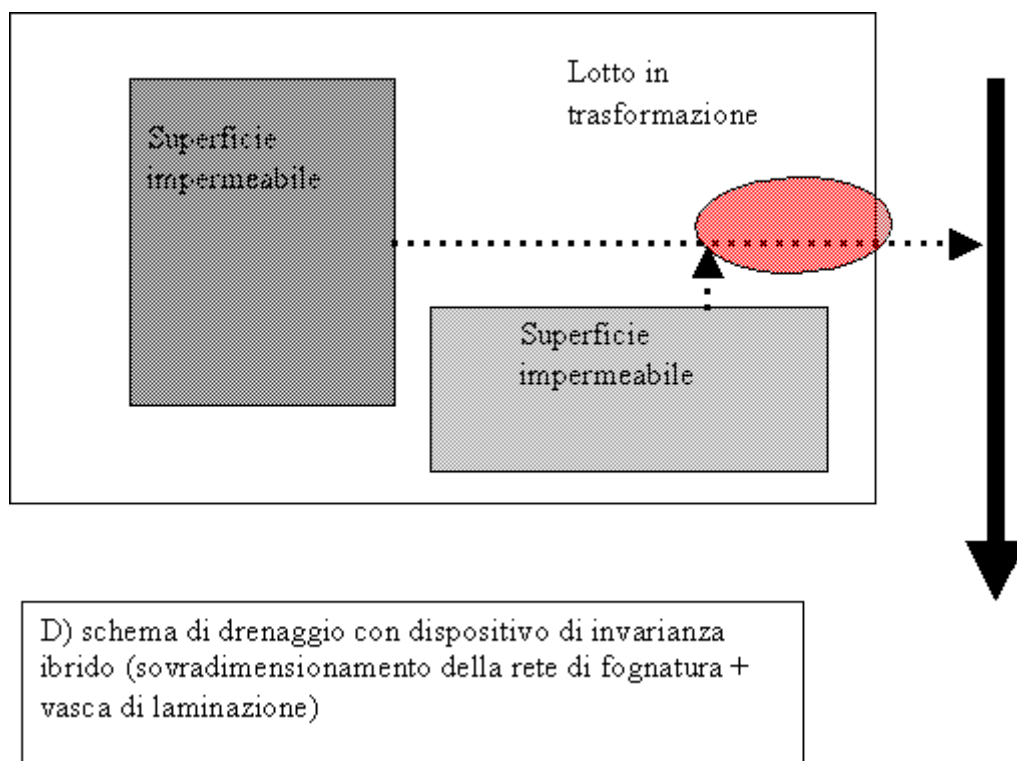 Lotto in
trasformazione
Superficie
impermeabile
Superficie
impermeabile
D) schema di drenaggio con dispositivo di invarianza
ibrido (sovradimensionamento della rete di fognatura +
vasca di laminazione)